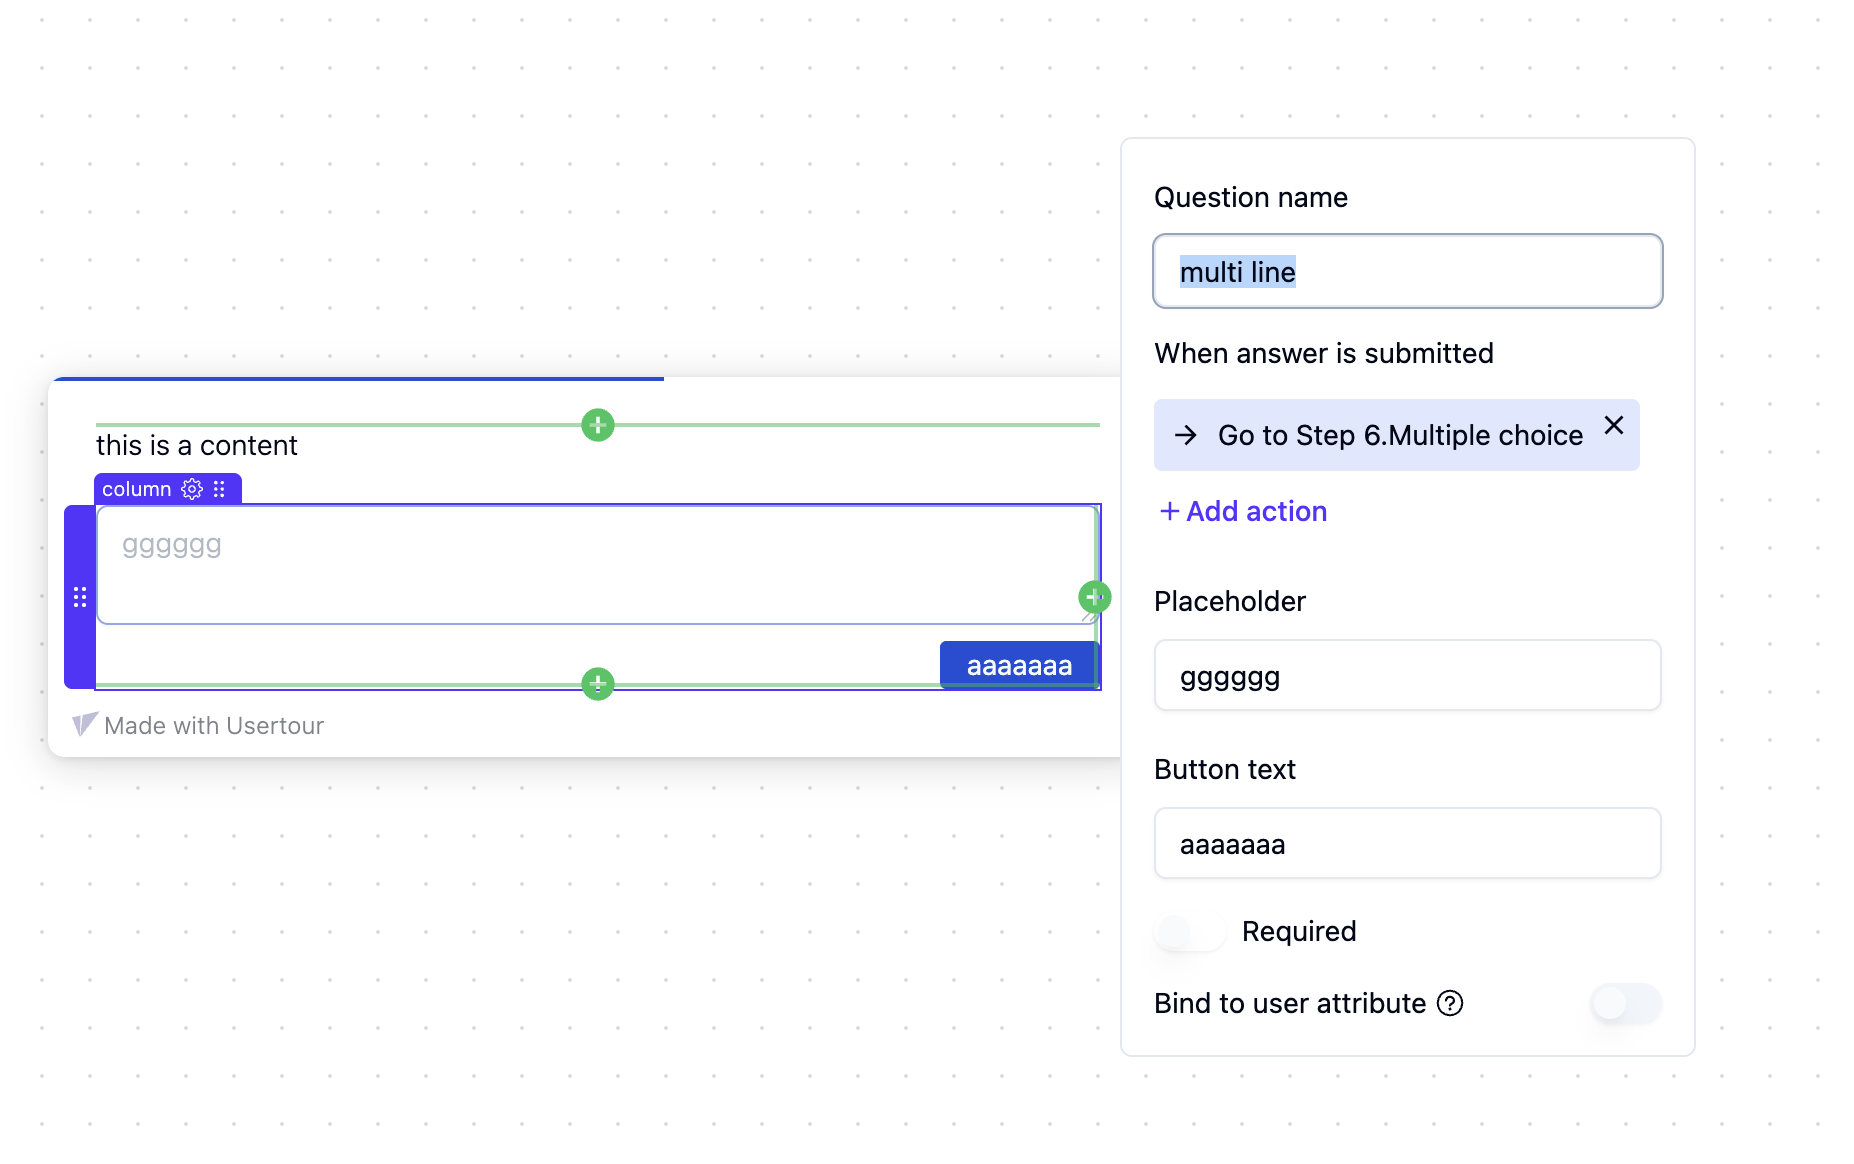 this is a content
column
gggggg
aaaaaaa
Made with Usertour
Question name
multi line
When answer is submitted
→ Go to Step 6.Multiple choice ×
+ Add action
Placeholder
gggggg
Button text
aaaaaaa
Required
Bind to user attribute ?